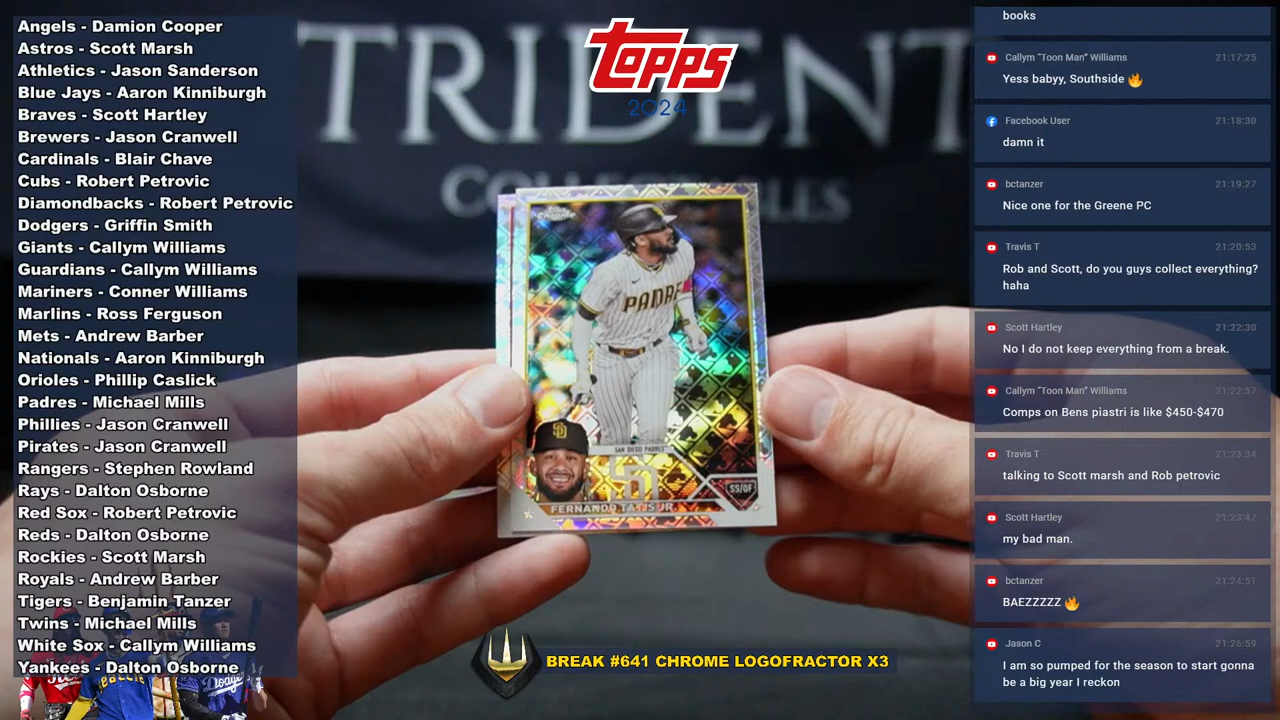 Angels - Damion Cooper
Astros - Scott Marsh
Athletics - Jason Sanderson
Blue Jays - Aaron Kinniburgh
Braves - Scott Hartley
Brewers - Jason Cranwell
Cardinals - Blair Chave
Cubs - Robert Petrovic
Diamondbacks - Robert Petrovic
Dodgers - Griffin Smith
Giants - Callym Williams
Guardians - Callym Williams
Mariners - Conner Williams
Marlins - Ross Ferguson
Mets - Andrew Barber
Nationals - Aaron Kinniburgh
Orioles - Phillip Caslick
Padres - Michael Mills
Phillies - Jason Cranwell
Pirates - Jason Cranwell
Rangers - Stephen Rowland
Rays - Dalton Osborne
Red Sox - Robert Petrovic
Reds - Dalton Osborne
Rockies - Scott Marsh
Royals - Andrew Barber
Tigers - Benjamin Tanzer
Twins - Michael Mills
White Sox - Callym Williams
Yankees - Dalton Osborne
TRIDENT
topps
2024
Topps
Chrome
PADRE
SAN DIEGO PADRES
SD
SS/OF
FERNANDO TATIS JR.
BREAK #641 CHROME LOGOFRACTOR X3
books
Callym "Toon Man" Williams 21:17:25
Yess babyy, Southside 🔥
Facebook User 21:18:30
damn it
bctanzer 21:19:27
Nice one for the Greene PC
Travis T 21:20:53
Rob and Scott, do you guys collect everything?
haha
Scott Hartley 21:22:30
No I do not keep everything from a break.
Callym "Toon Man" Williams 21:22:57
Comps on Bens piastri is like $450-$470
Travis T 21:23:34
talking to Scott marsh and Rob petrovic
Scott Hartley 21:23:47
my bad man.
bctanzer 21:24:51
BAEZZZZZ 🔥
Jason C 21:26:59
I am so pumped for the season to start gonna
be a big year I reckon